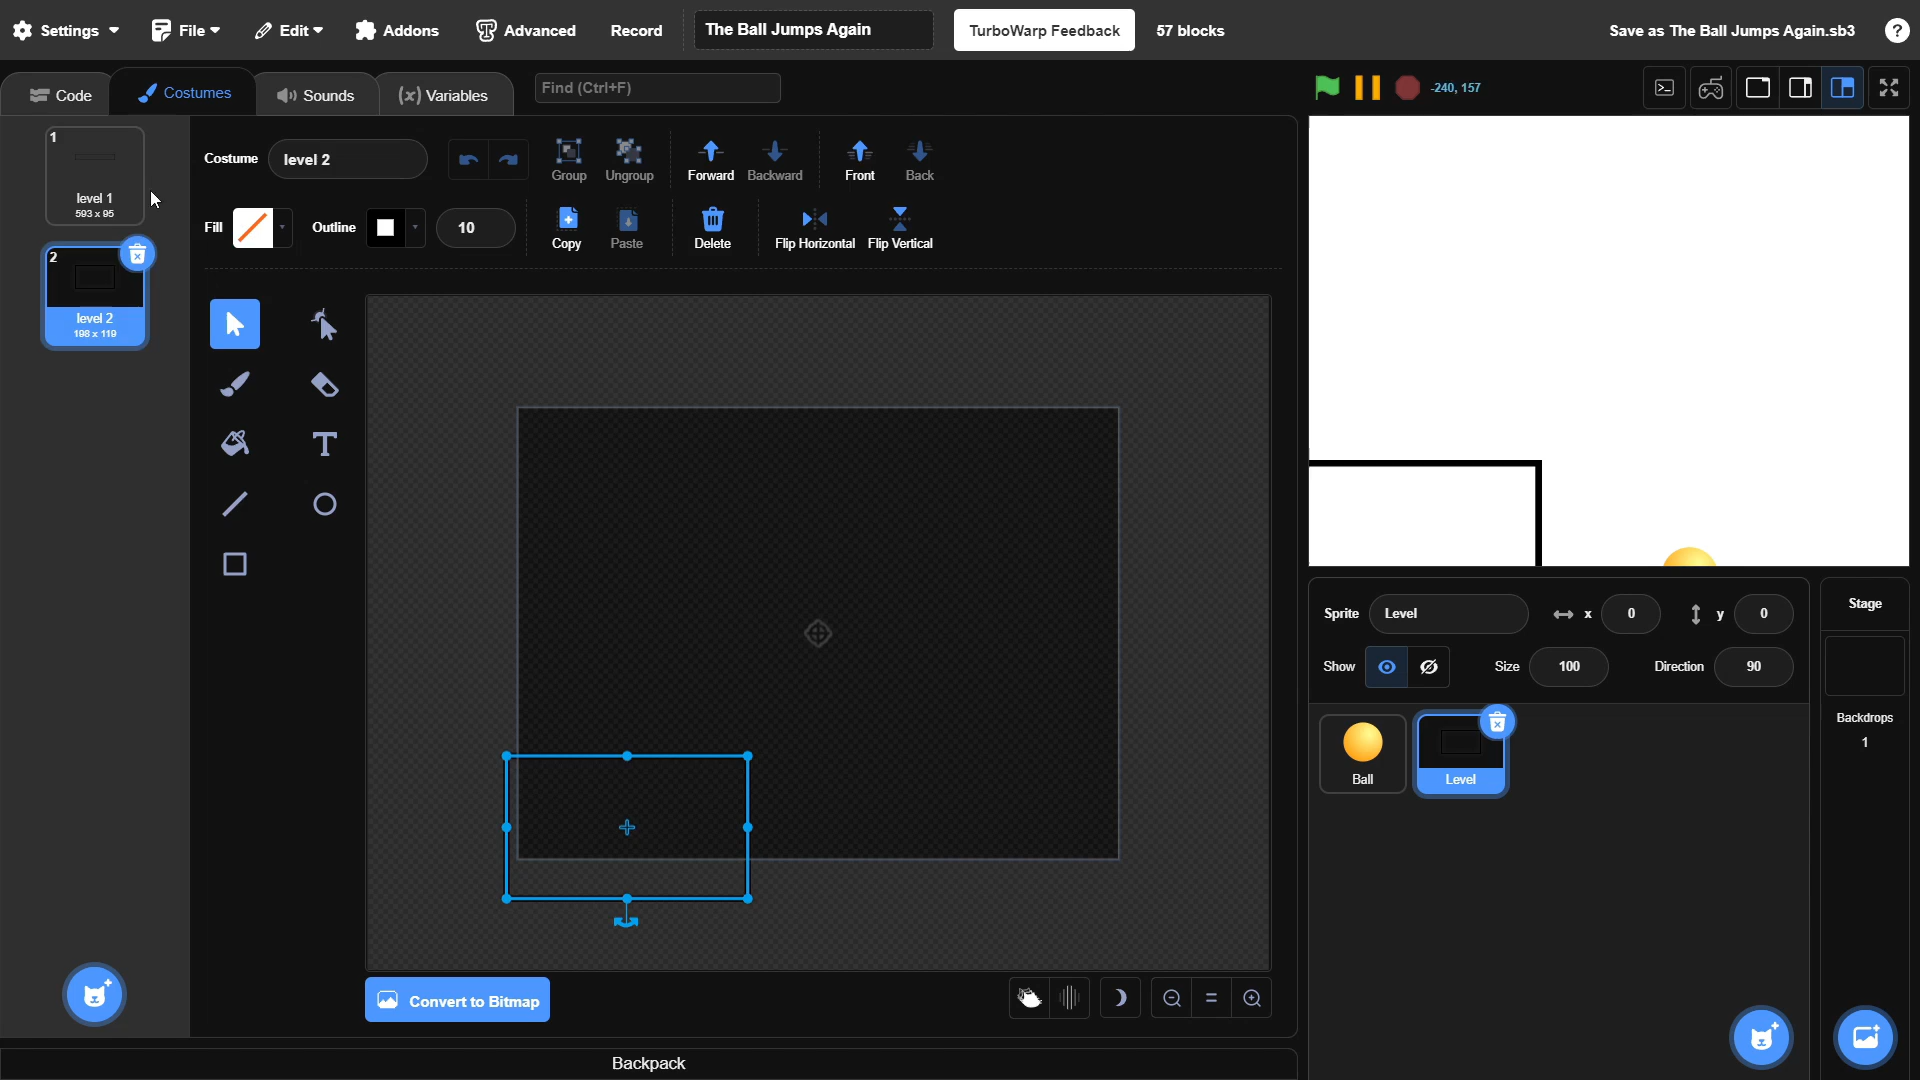 Settings File Edit Addons Advanced Record The Ball Jumps Again TurboWarp Feedback 57 blocks Save as The Ball Jumps Again.sb3 ?
Code Costumes Sounds (x) Variables Find (Ctrl+F) -240, 157
1
level 1
593 x 95
2
level 2
198 x 119
Costume level 2 Group Ungroup Forward Backward Front Back
Fill Outline 10 Copy Paste Delete Flip Horizontal Flip Vertical
T
Convert to Bitmap
Backpack
Sprite Level x 0 y 0
Show Size 100 Direction 90
Ball
Level
Stage
Backdrops
1